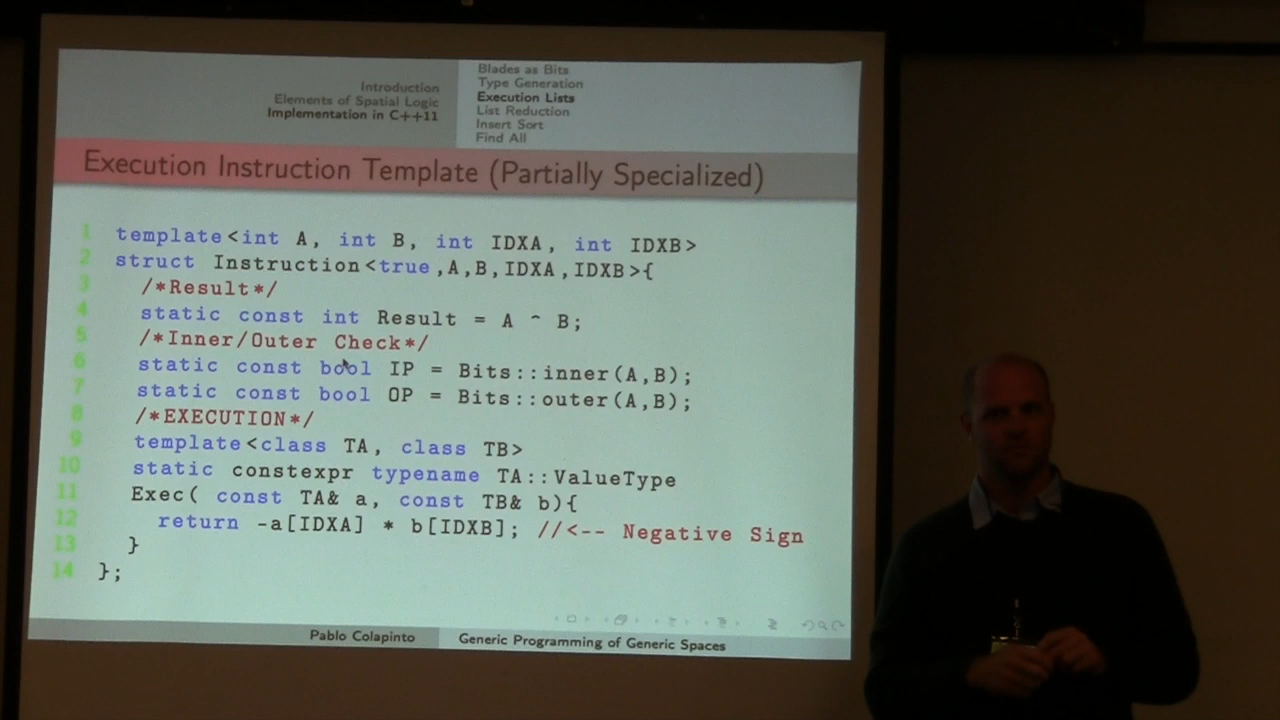 Introduction
Elements of Spatial Logic
Implementation in C++11
Blades as Bits
Type Generation
Execution Lists
List Reduction
Insert Sort
Find All
Execution Instruction Template (Partially Specialized)
1 template<int A, int B, int IDXA, int IDXB>
2 struct Instruction<true,A,B,IDXA,IDXB>{
3 /*Result*/
4 static const int Result = A ^ B;
5 /*Inner/Outer Check*/
6 static const bool IP = Bits::inner(A,B);
7 static const bool OP = Bits::outer(A,B);
8 /*EXECUTION*/
9 template<class TA, class TB>
10 static constexpr typename TA::ValueType
11 Exec( const TA& a, const TB& b){
12 return -a[IDXA] * b[IDXB]; //<-- Negative Sign
13 }
14 };
Pablo Colapinto
Generic Programming of Generic Spaces